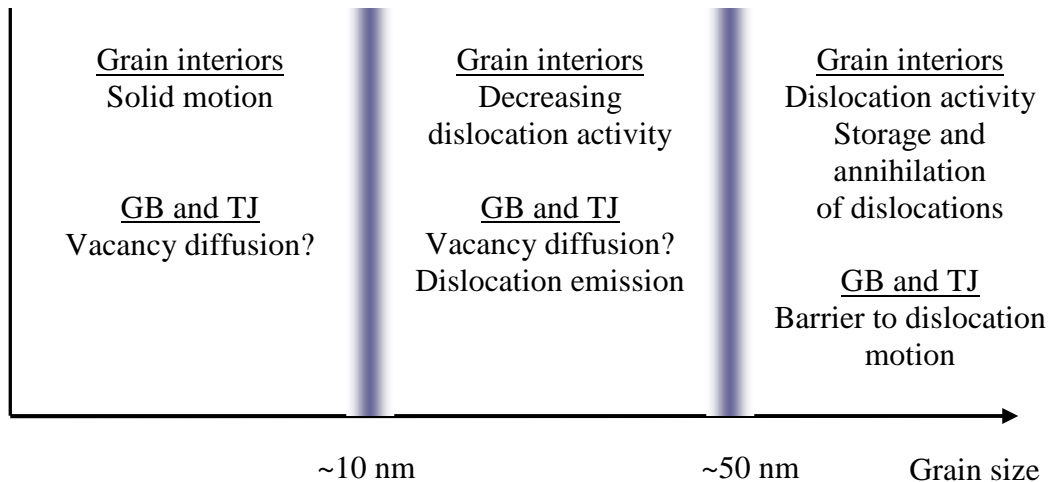 Grain interiors
Solid motion
GB and TJ
Vacancy diffusion?
Grain interiors
Decreasing
dislocation activity
GB and TJ
Vacancy diffusion?
Dislocation emission
Grain interiors
Dislocation activity
Storage and
annihilation
of dislocations
GB and TJ
Barrier to dislocation
motion
~10 nm
~50 nm
Grain size